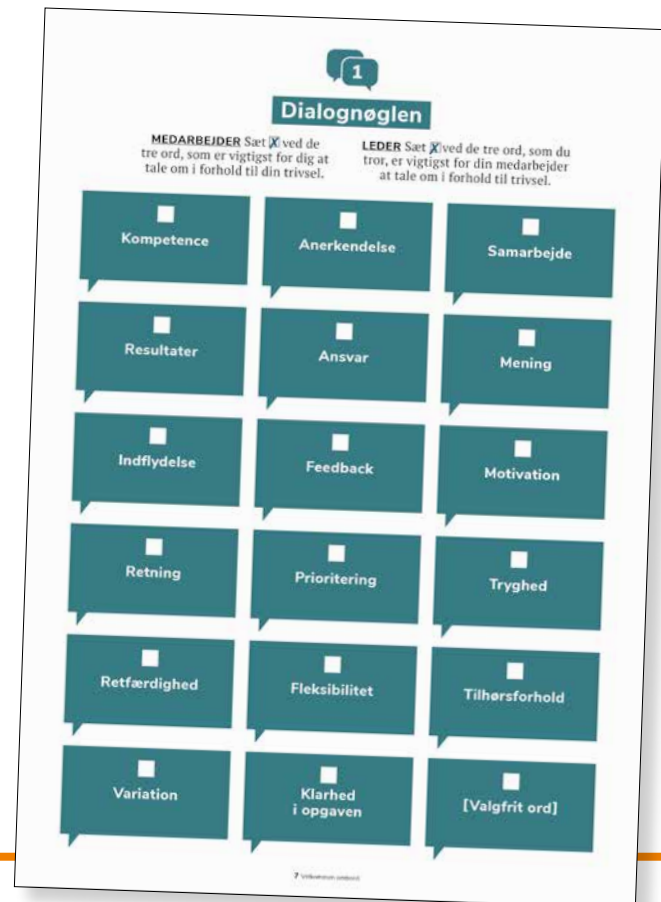 1
Dialognøglen
MEDARBEJDER Sæt X ved de
tre ord, som er vigtigst for dig at
tale om i forhold til din trivsel.
LEDER Sæt X ved de tre ord, som du
tror, er vigtigst for din medarbejder
at tale om i forhold til trivsel.
Kompetence
Anerkendelse
Samarbejde
Resultater
Ansvar
Mening
Indflydelse
Feedback
Motivation
Retning
Prioritering
Tryghed
Retfærdighed
Fleksibilitet
Tilhørsforhold
Variation
Klarhed
i opgaven
[Valgfrit ord]
7 Velkommen ombord